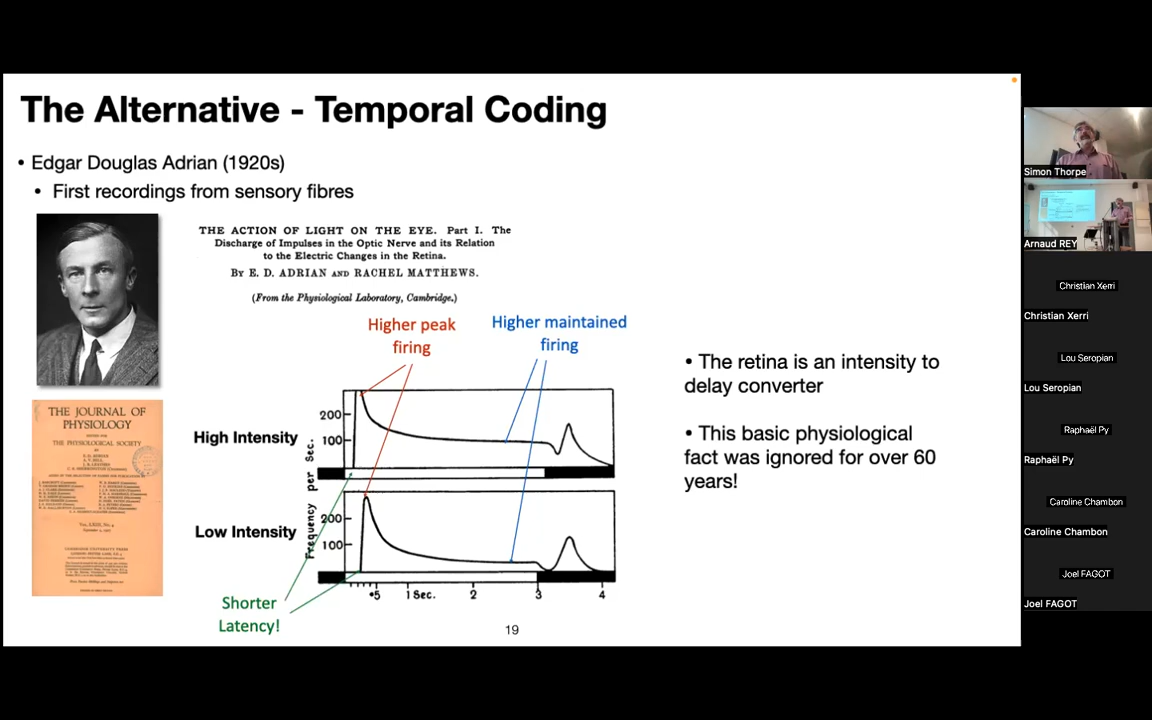 The Alternative - Temporal Coding
• Edgar Douglas Adrian (1920s)
• First recordings from sensory fibres
THE ACTION OF LIGHT ON THE EYE. Part I. The
Discharge of Impulses in the Optic Nerve and its Relation
to the Electric Changes in the Retina.
BY E. D. ADRIAN AND RACHEL MATTHEWS.
(From the Physiological Laboratory, Cambridge.)
THE JOURNAL OF
PHYSIOLOGY
THE PHYSIOLOGICAL SOCIETY
Higher peak
firing
Higher maintained
firing
High Intensity
Low Intensity
Frequency per Sec.
200
100
200
100
•5
1 Sec.
2
3
4
Shorter
Latency!
• The retina is an intensity to
delay converter
• This basic physiological
fact was ignored for over 60
years!
19
Simon Thorpe
Arnaud REY
Christian Xerri
Christian Xerri
Lou Seropian
Lou Seropian
Raphaël Py
Raphaël Py
Caroline Chambon
Caroline Chambon
Joel FAGOT
Joel FAGOT